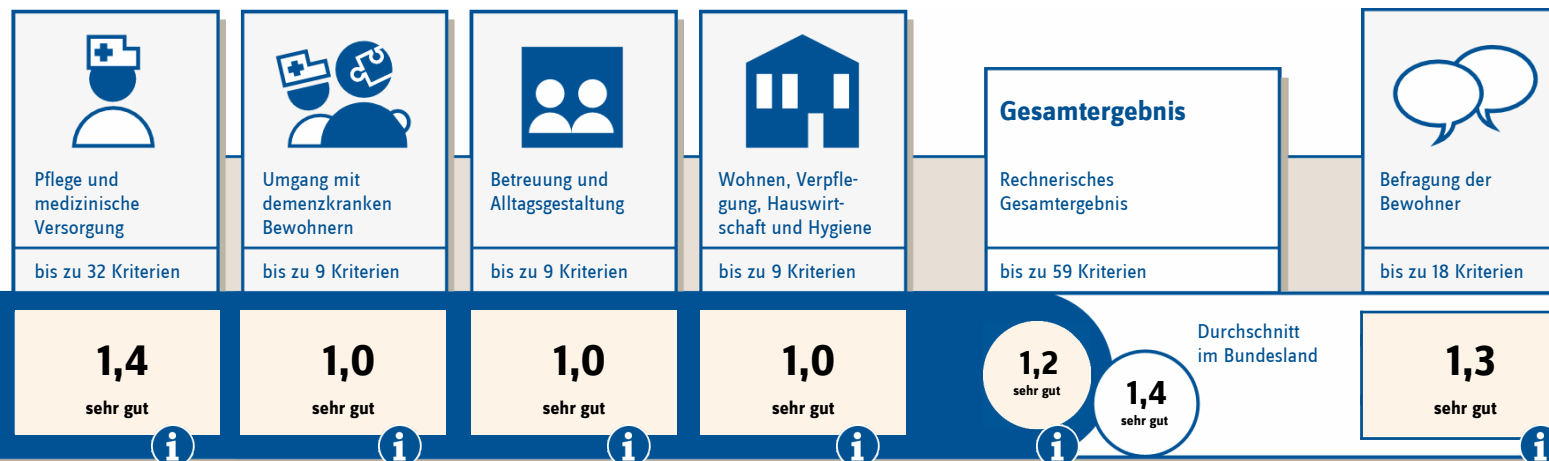 Pflege und
medizinische
Versorgung
bis zu 32 Kriterien
1,4
sehr gut
i
Umgang mit
demenzkranken
Bewohnern
bis zu 9 Kriterien
1,0
sehr gut
i
Betreuung und
Alltagsgestaltung
bis zu 9 Kriterien
1,0
sehr gut
i
Wohnen, Verpfle-
gung, Hauswirt-
schaft und Hygiene
bis zu 9 Kriterien
1,0
sehr gut
i
Gesamtergebnis
Rechnerisches
Gesamtergebnis
bis zu 59 Kriterien
1,2
sehr gut
i
1,4
sehr gut
Durchschnitt
im Bundesland
Befragung der
Bewohner
bis zu 18 Kriterien
1,3
sehr gut
i